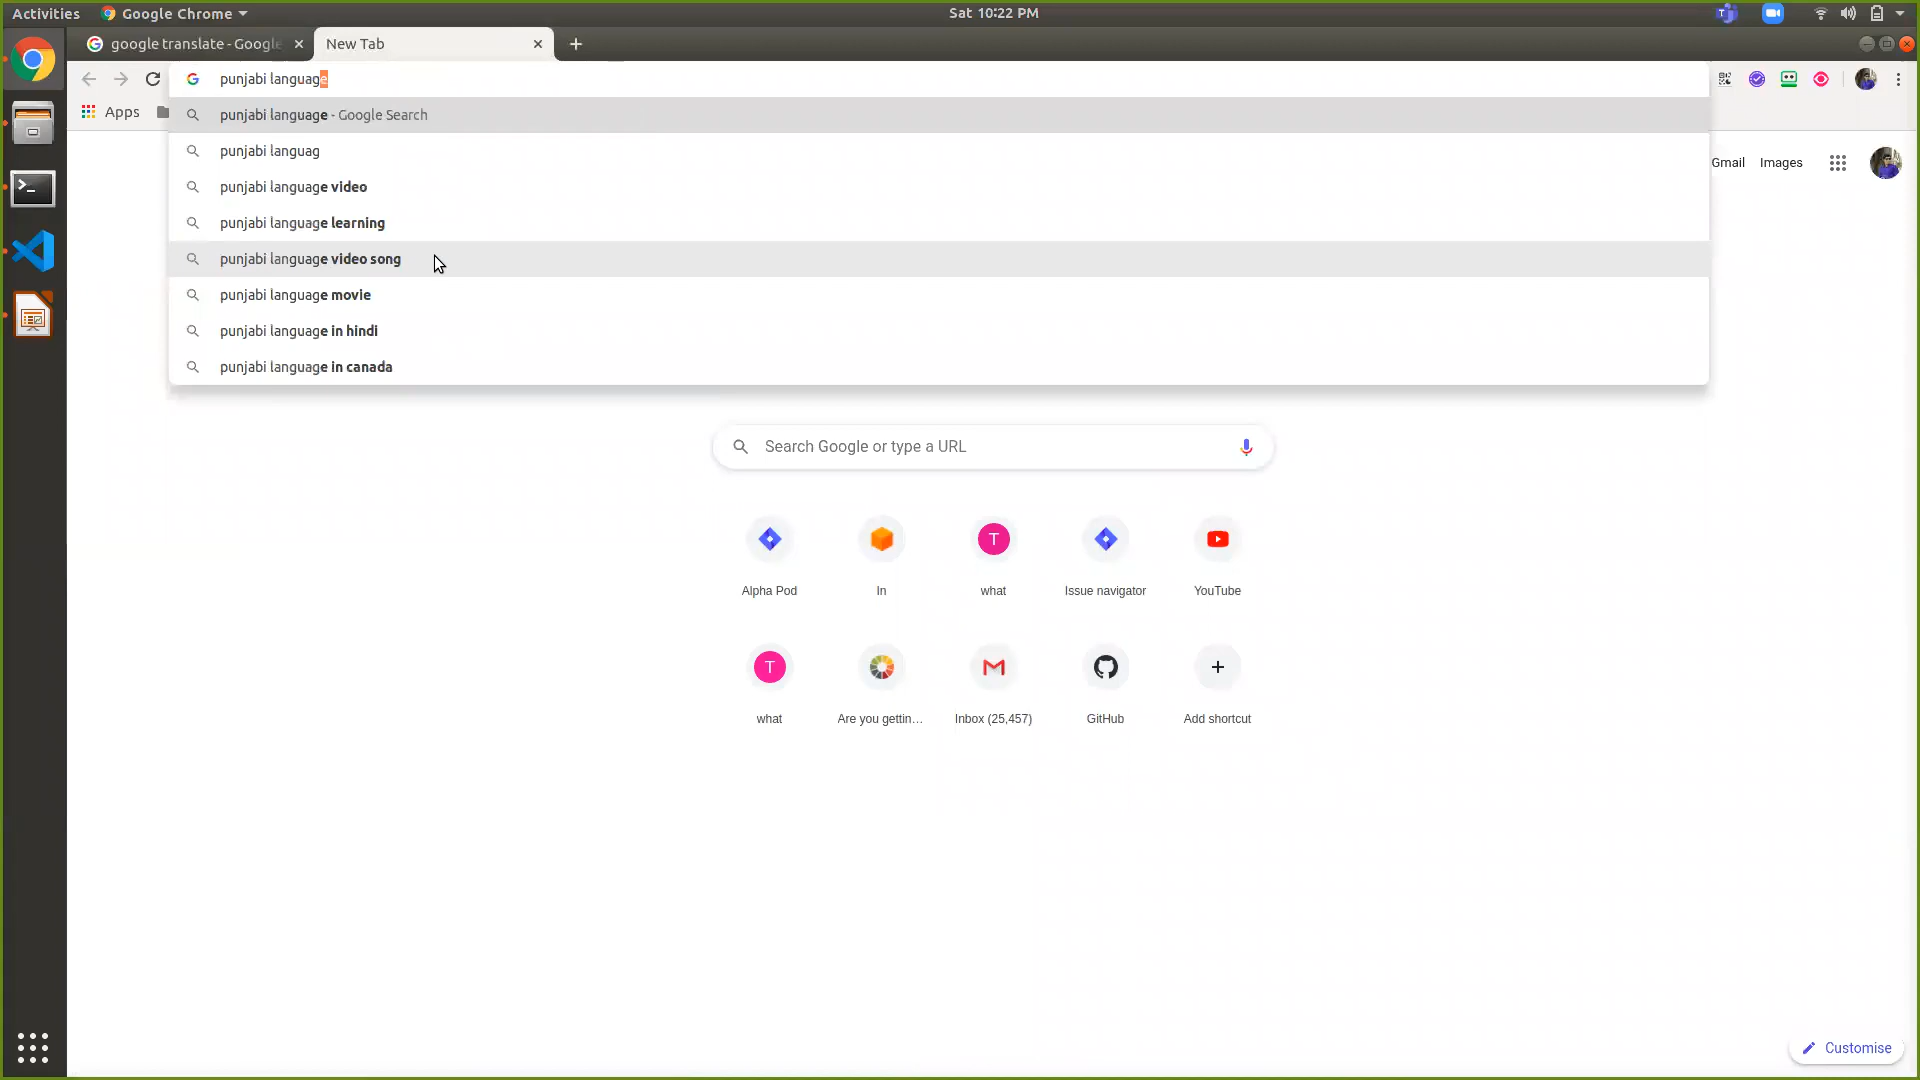 Activities Google Chrome Sat 10:22 PM
google translate - Google
New Tab
punjabi language
Apps
punjabi language - Google Search
punjabi languag
punjabi language video
punjabi language learning
punjabi language video song
punjabi language movie
punjabi language in hindi
punjabi language in canada
Gmail Images
Search Google or type a URL
T
Alpha Pod In what Issue navigator YouTube
T
what Are you gettin... Inbox (25,457) GitHub Add shortcut
Customise